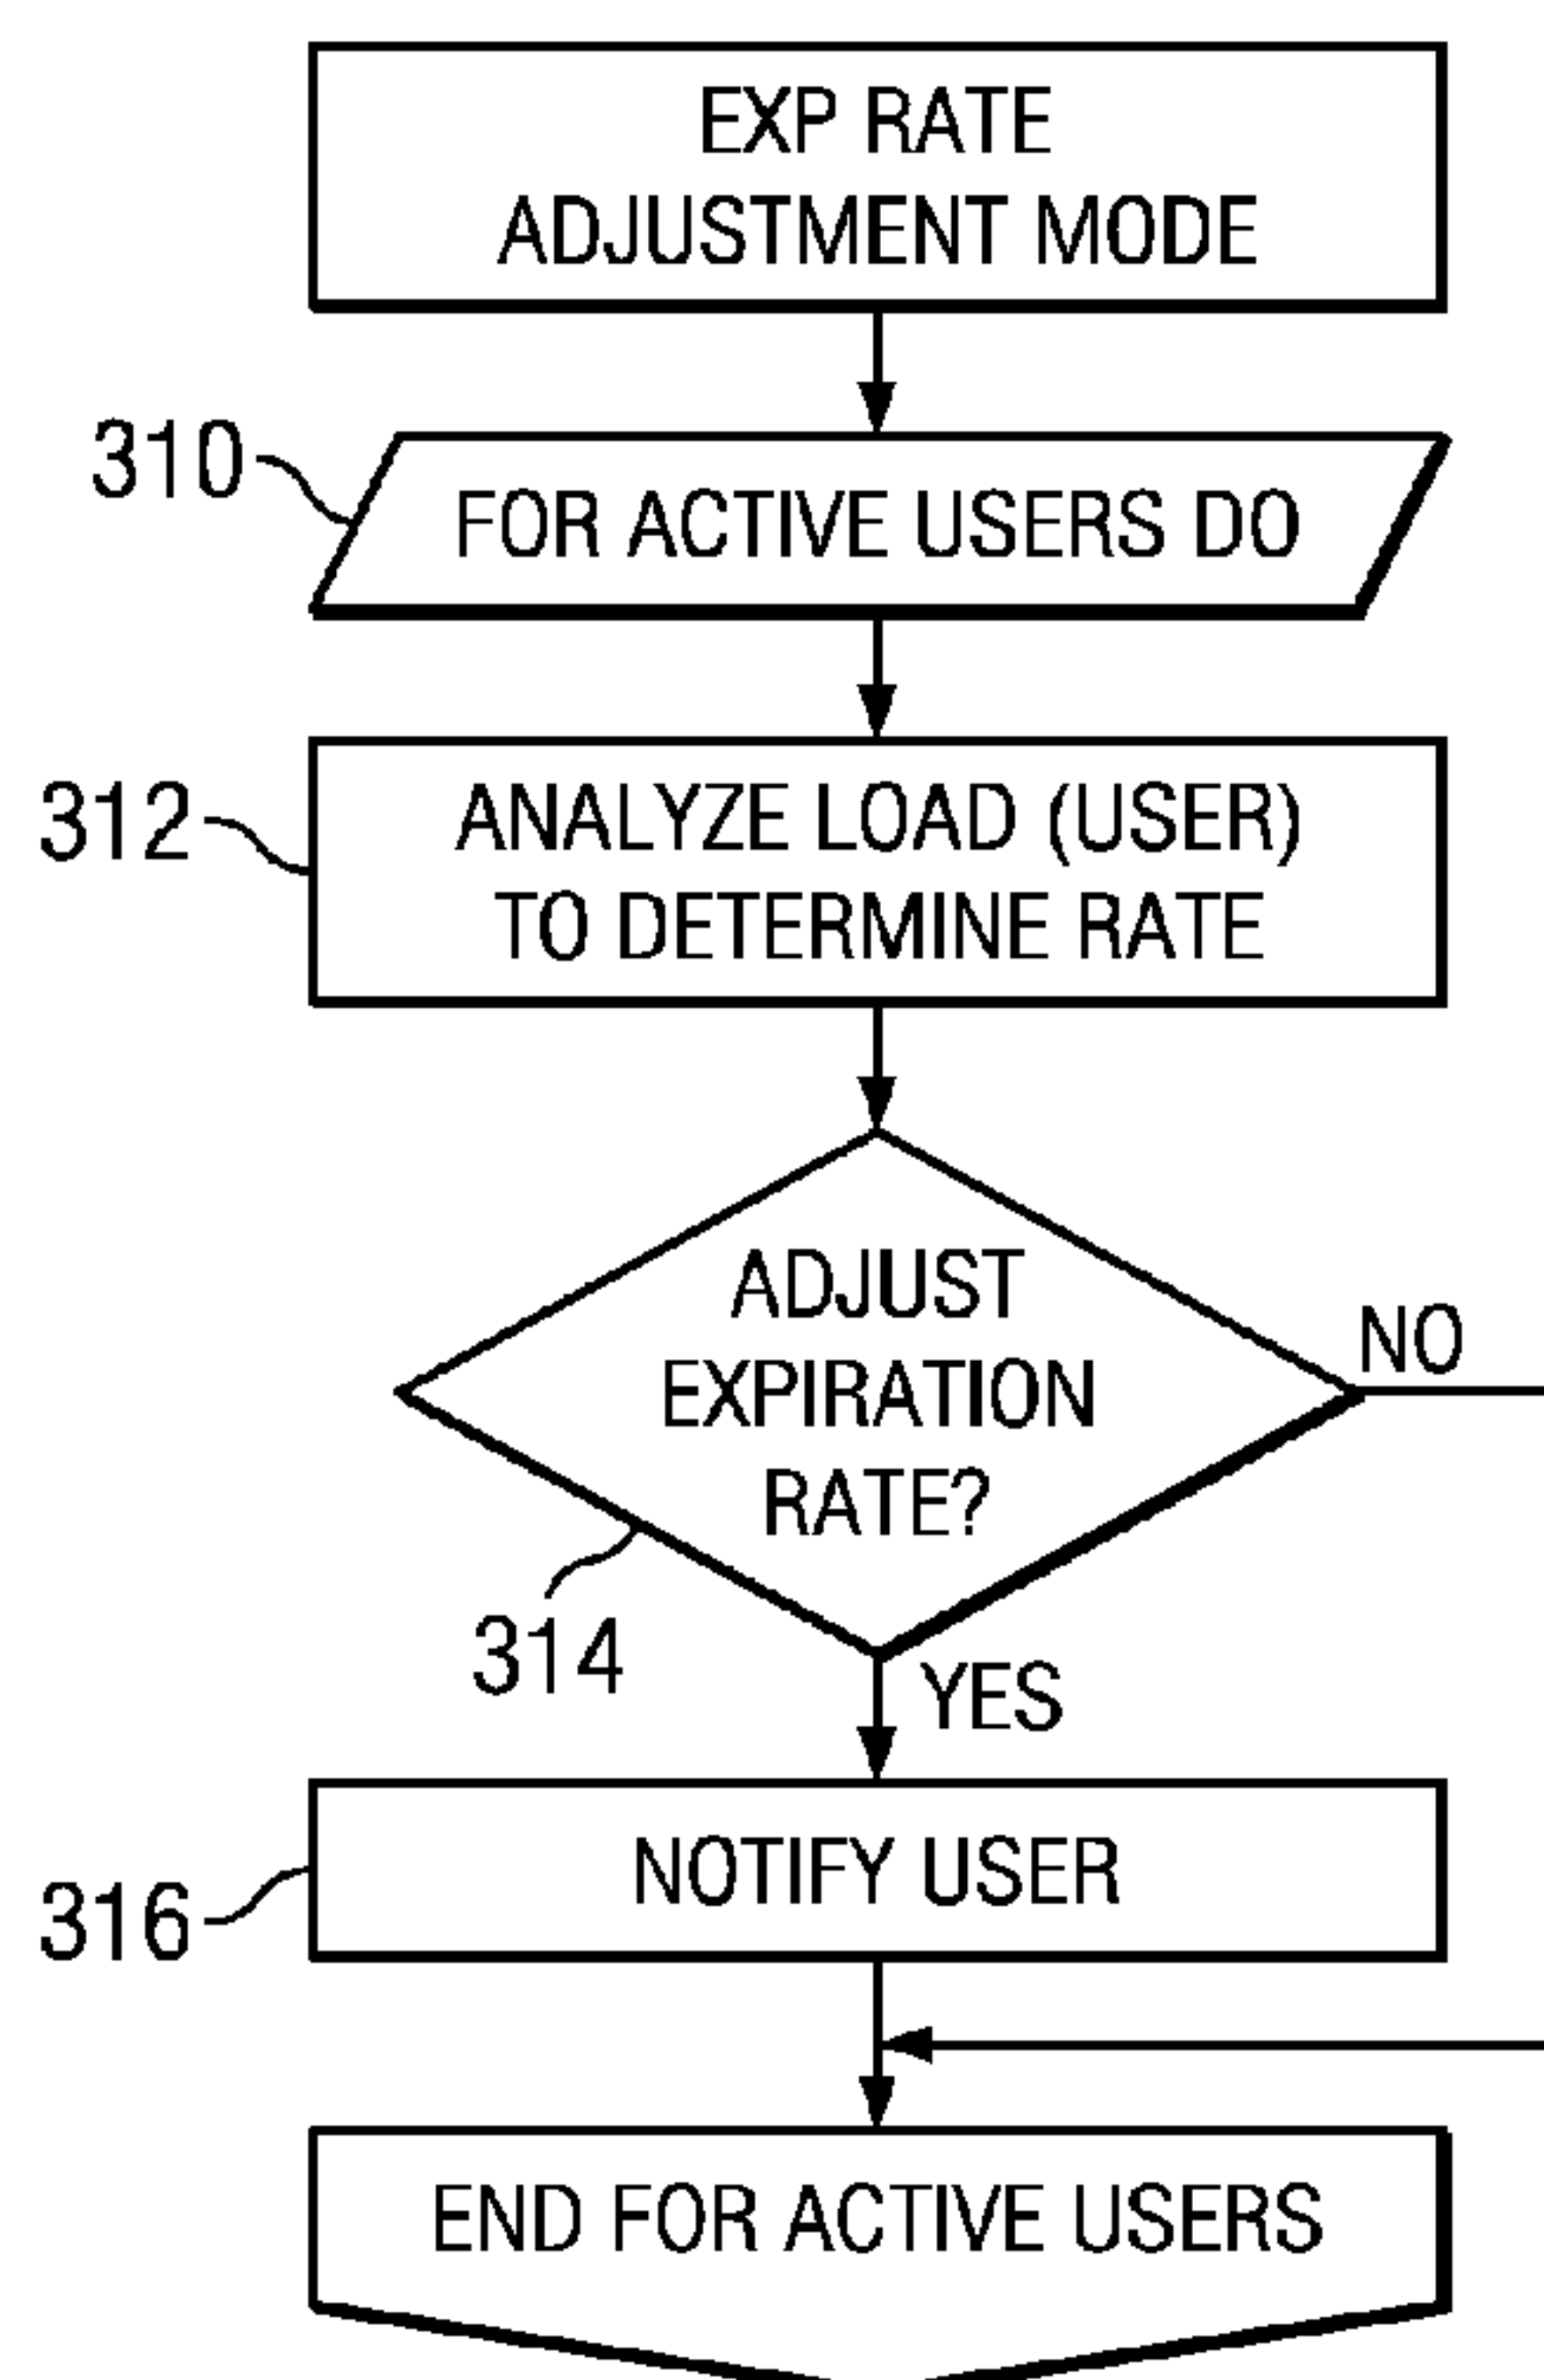 EXP RATE
ADJUSTMENT MODE
310
FOR ACTIVE USERS DO
312
ANALYZE LOAD (USER)
TO DETERMINE RATE
ADJUST
EXPIRATION
RATE?
NO
314
YES
NOTIFY USER
316
END FOR ACTIVE USERS